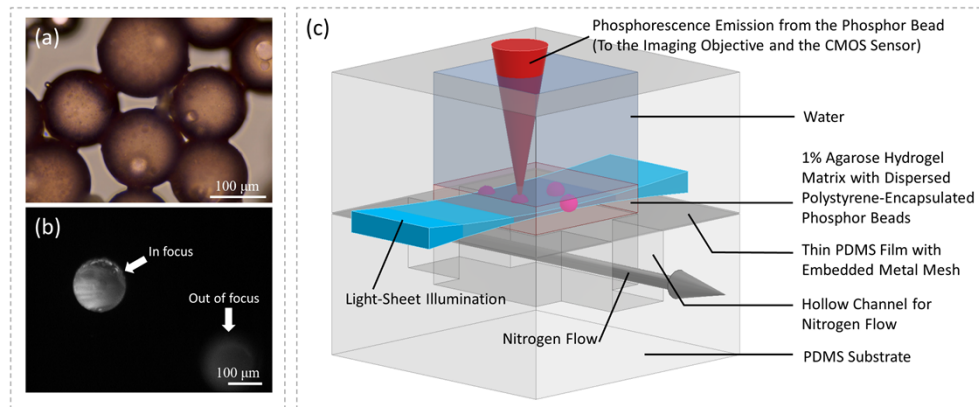 (a)
100 μm
(b)
In focus
Out of focus
100 μm
(c)
Phosphorescence Emission from the Phosphor Bead
(To the Imaging Objective and the CMOS Sensor)
Water
1% Agarose Hydrogel
Matrix with Dispersed
Polystyrene-Encapsulated
Phosphor Beads
Thin PDMS Film with
Embedded Metal Mesh
Light-Sheet Illumination
Hollow Channel for
Nitrogen Flow
Nitrogen Flow
PDMS Substrate